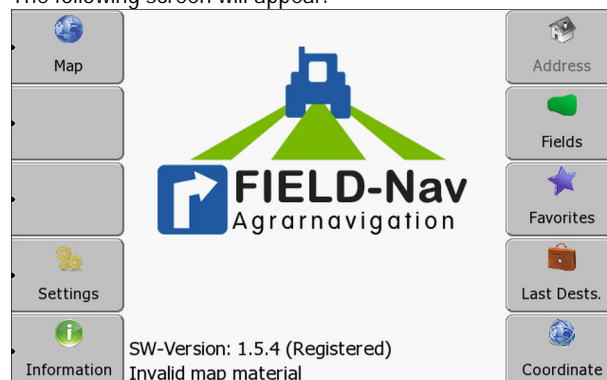 The following screen will appear:
Map
Settings
Information
FIELD-Nav
Agrarnavigation
SW-Version: 1.5.4 (Registered)
Invalid map material
Address
Fields
Favorites
Last Dests.
Coordinate